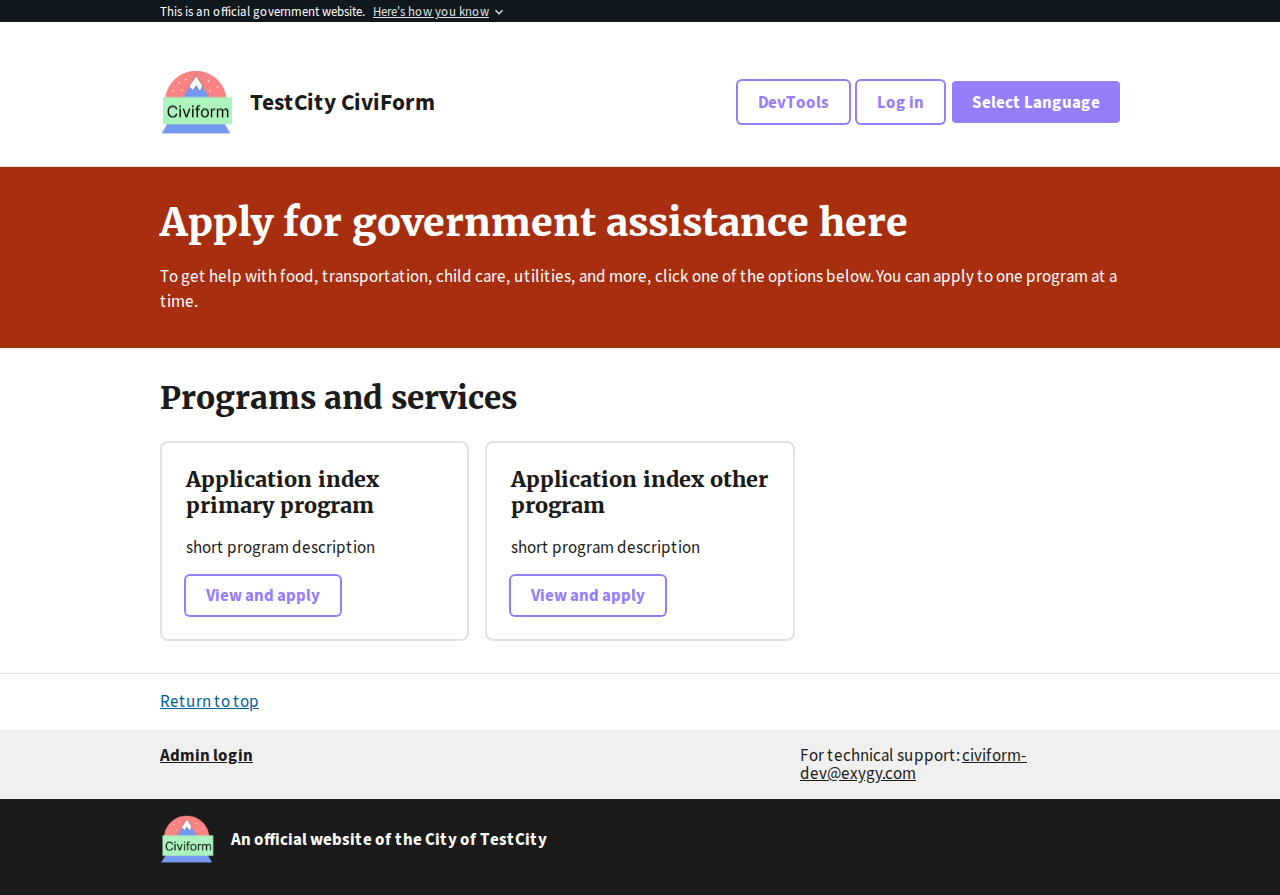 This is an official government website. Here's how you know
Civiform
TestCity CiviForm
DevTools
Log in
Select Language
Apply for government assistance here
To get help with food, transportation, child care, utilities, and more, click one of the options below. You can apply to one program at a
time.
Programs and services
Application index
primary program
short program description
View and apply
Application index other
program
short program description
View and apply
Return to top
Admin login
For technical support: civiform-
dev@exygy.com
Civiform
An official website of the City of TestCity